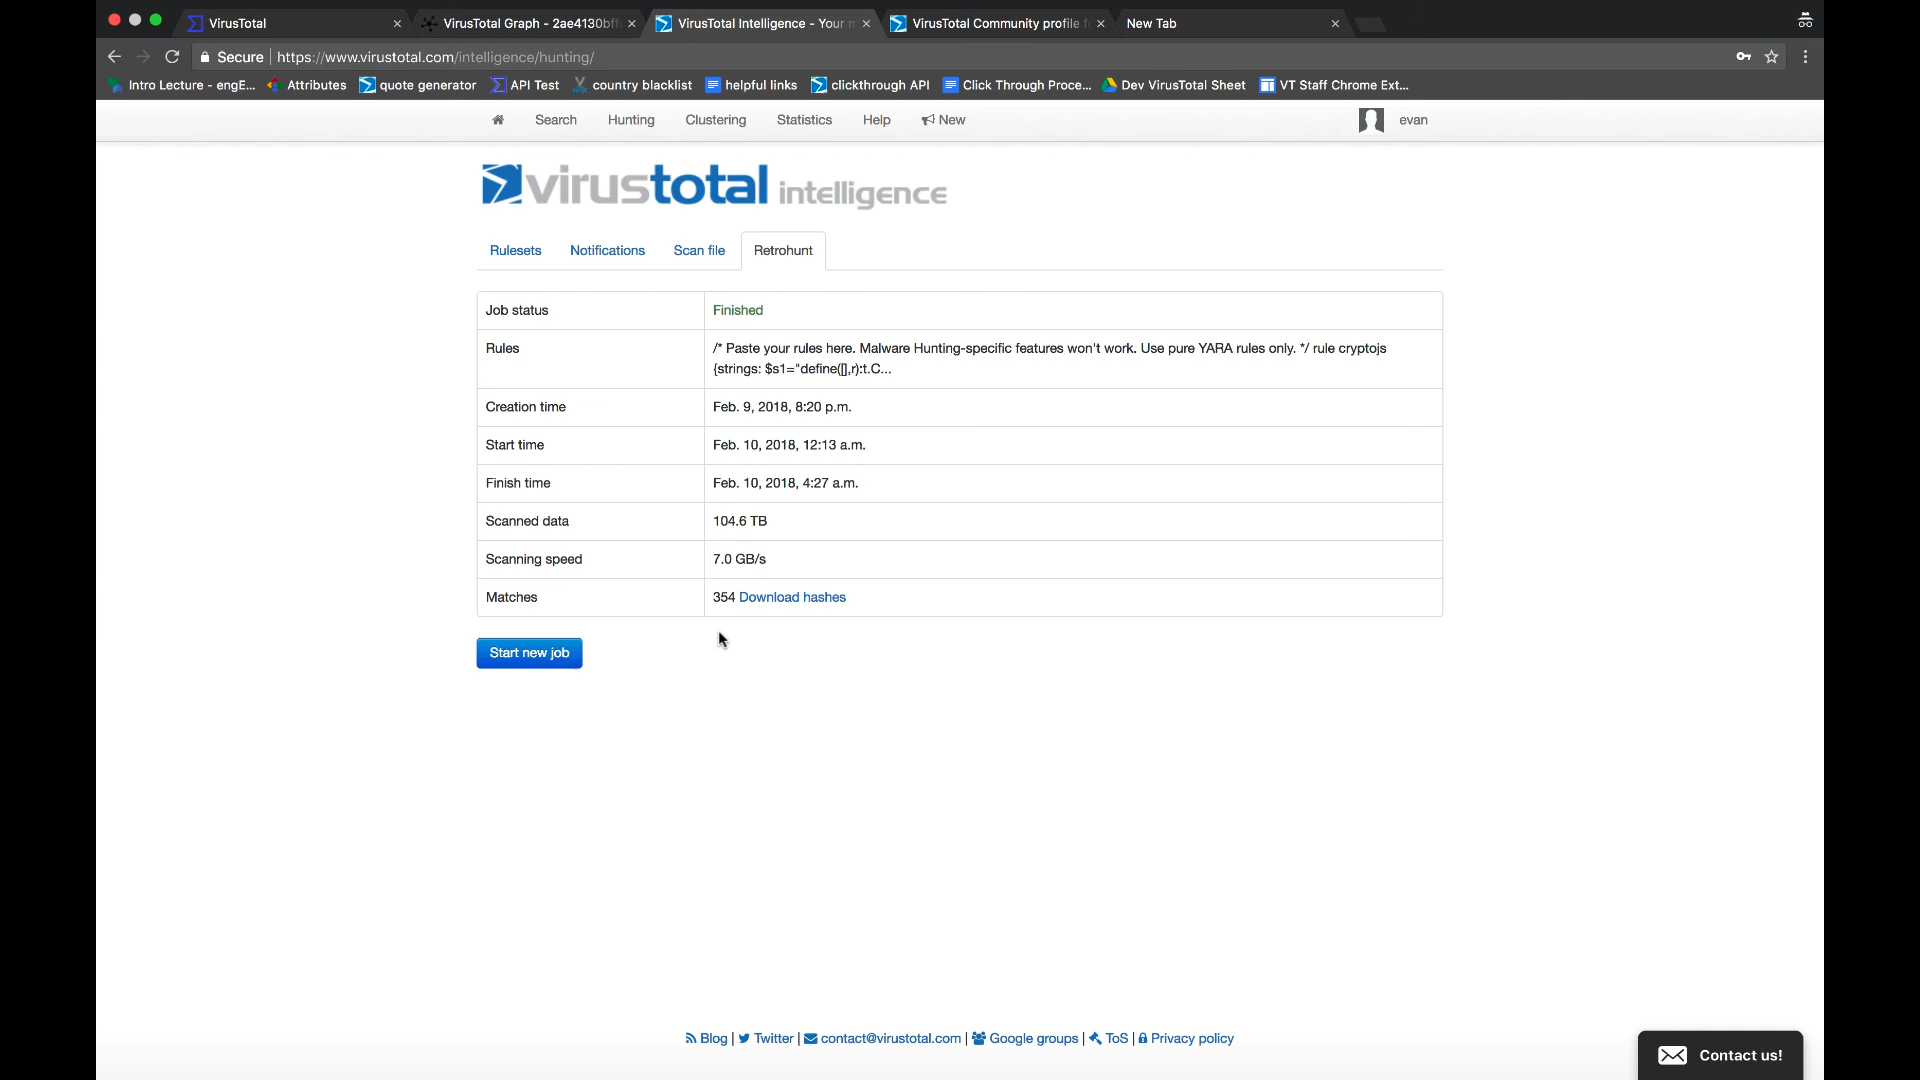 VirusTotal
VirusTotal Graph - 2ae4130bff
VirusTotal Intelligence - Your m
VirusTotal Community profile f
New Tab
Secure
https://www.virustotal.com/intelligence/hunting/
Intro Lecture - engE...
Attributes
quote generator
API Test
country blacklist
helpful links
clickthrough API
Click Through Proce...
Dev VirusTotal Sheet
VT Staff Chrome Ext...
Search
Hunting
Clustering
Statistics
Help
New
evan
virustotal intelligence
Rulesets
Notifications
Scan file
Retrohunt
Job status
Finished
Rules
/* Paste your rules here. Malware Hunting-specific features won't work. Use pure YARA rules only. */ rule cryptojs
{strings: $s1="define([],r):t.C...
Creation time
Feb. 9, 2018, 8:20 p.m.
Start time
Feb. 10, 2018, 12:13 a.m.
Finish time
Feb. 10, 2018, 4:27 a.m.
Scanned data
104.6 TB
Scanning speed
7.0 GB/s
Matches
354 Download hashes
Start new job
Blog | Twitter | contact@virustotal.com | Google groups | ToS | Privacy policy
Contact us!